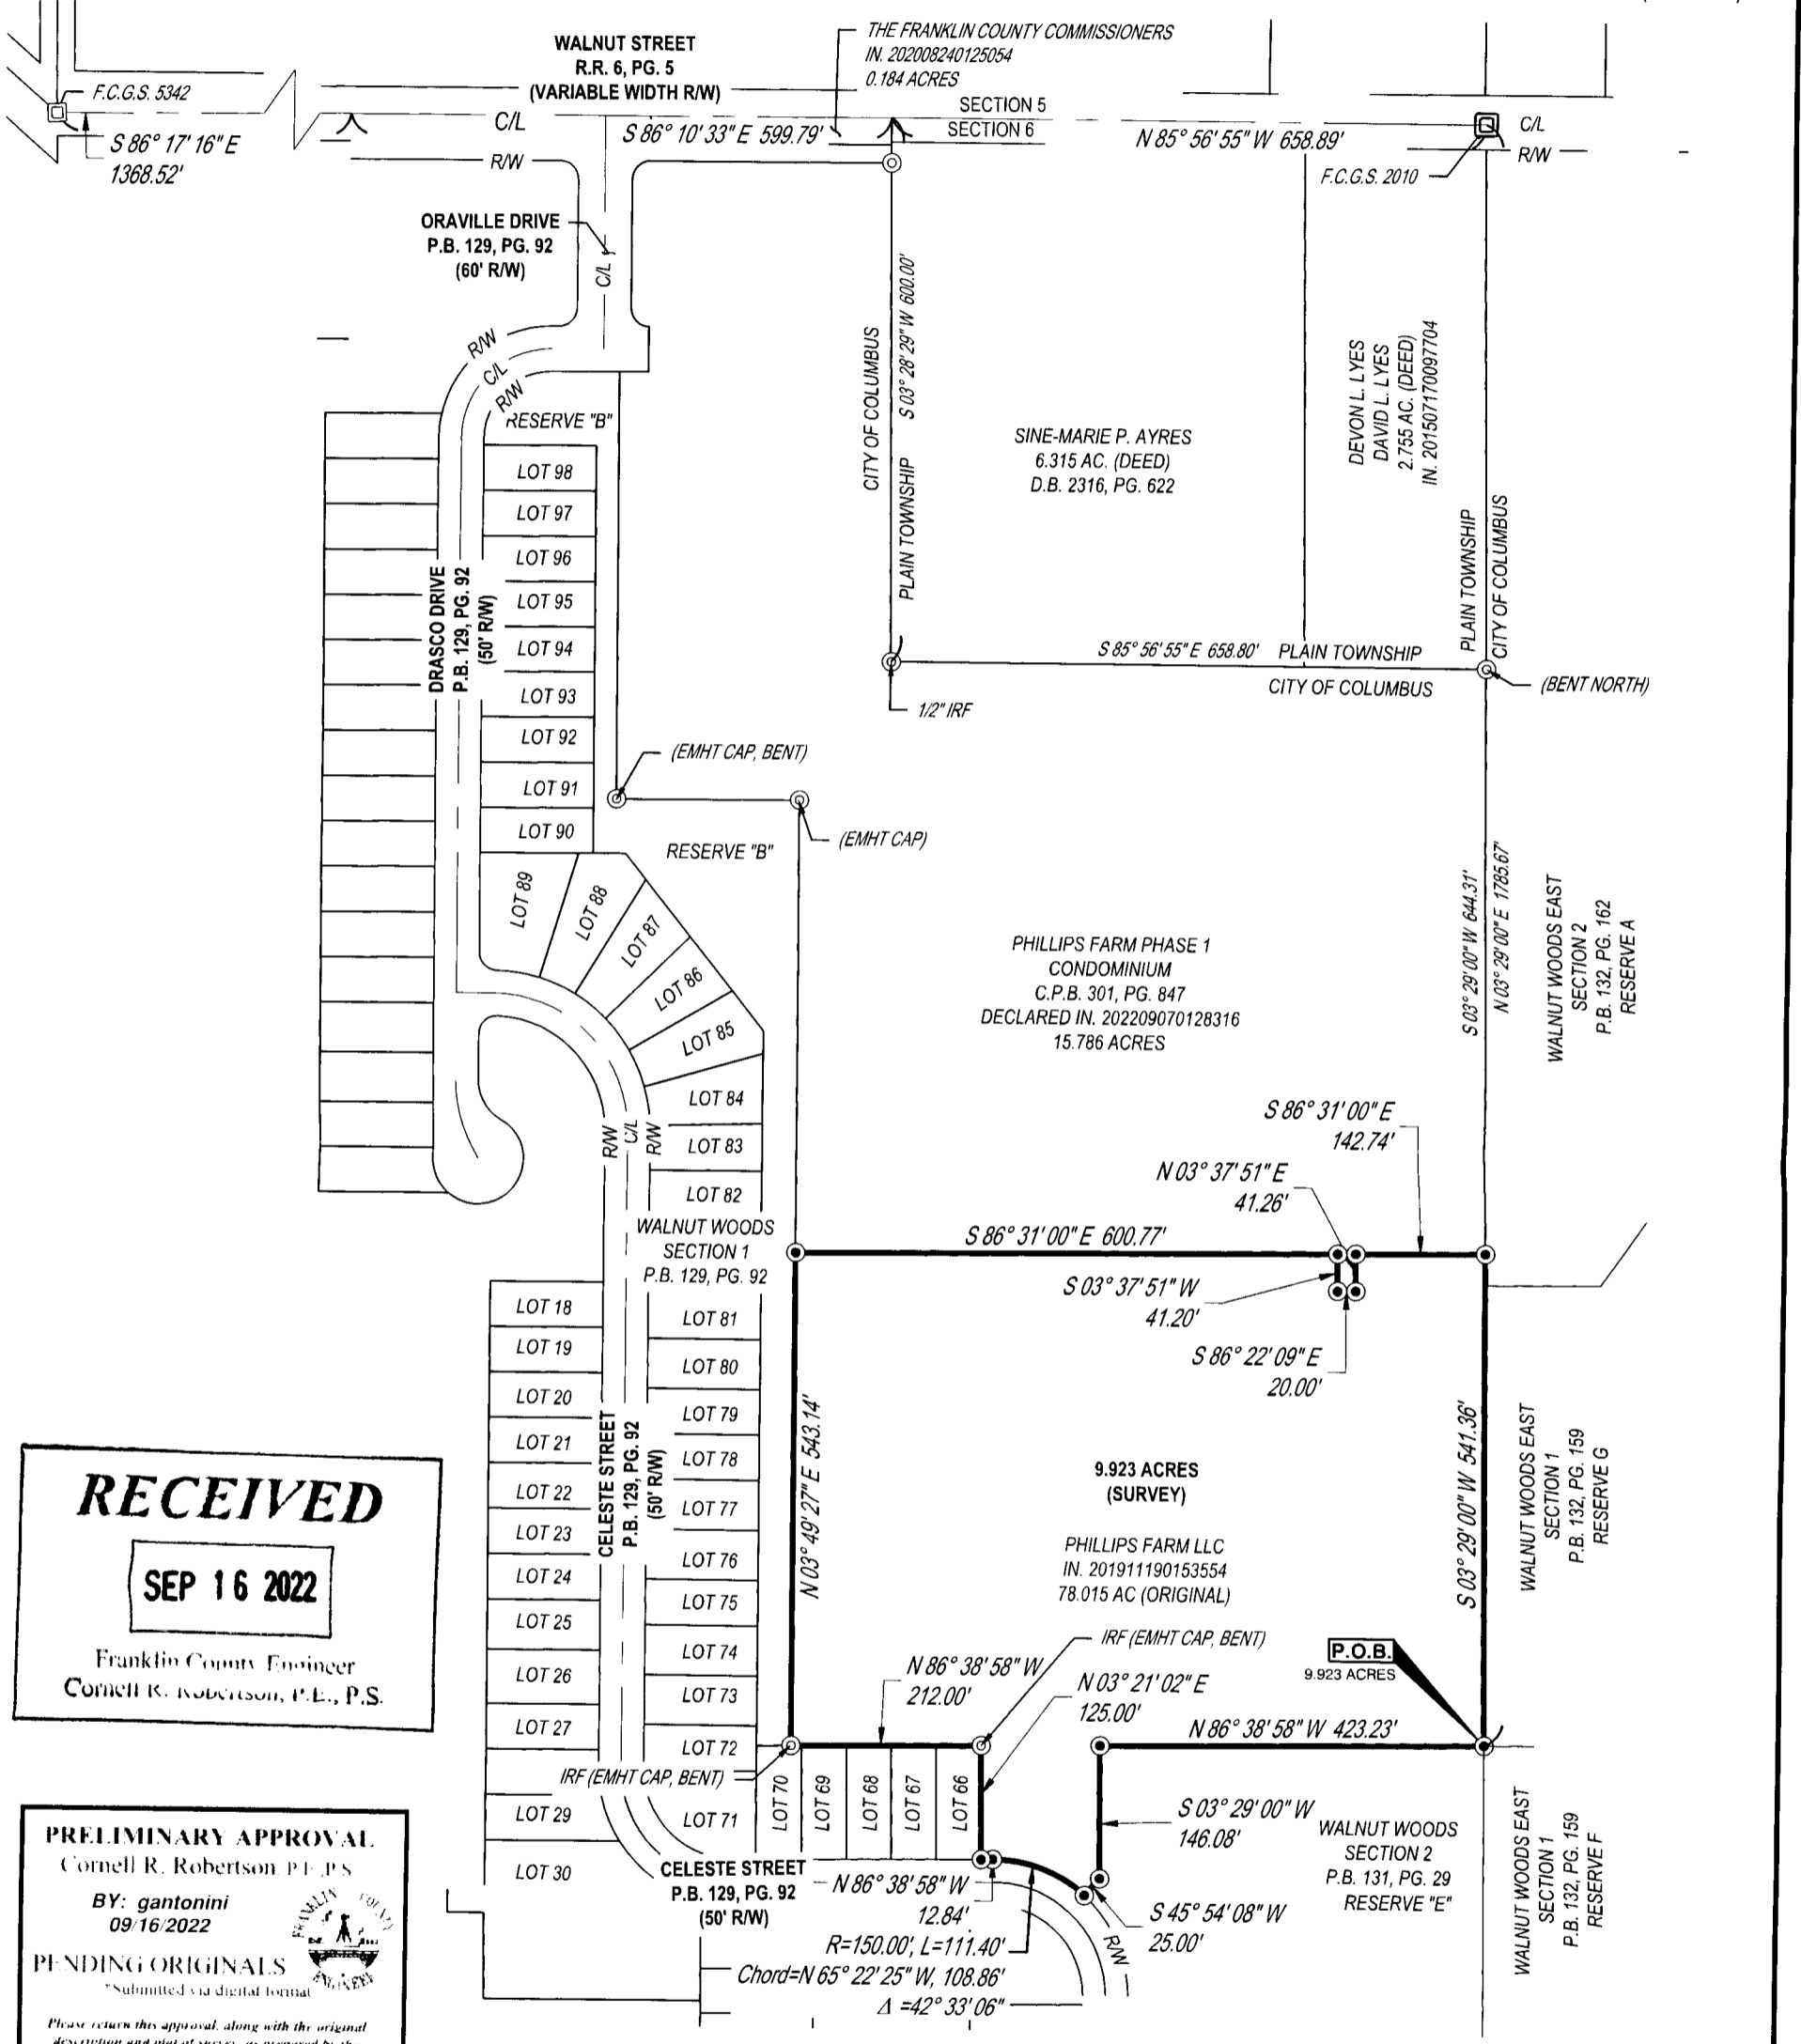 WALNUT STREET
R.R. 6, PG. 5
(VARIABLE WIDTH R/W)
THE FRANKLIN COUNTY COMMISSIONERS
IN. 202008240125054
0.184 ACRES
F.C.G.S. 5342
C/L
SECTION 5
SECTION 6
S 86° 17' 16" E
1368.52'
S 86° 10' 33" E 599.79'
N 85° 56' 55" W 658.89'
C/L
R/W
R/W
F.C.G.S. 2010
ORAVILLE DRIVE
P.B. 129, PG. 92
(60' R/W)
C/L
R/W
C/L
R/W
RESERVE "B"
CITY OF COLUMBUS
PLAIN TOWNSHIP
S 03° 28' 29" W 600.00'
SINE-MARIE P. AYRES
6.315 AC. (DEED)
D.B. 2316, PG. 622
DEVON L. LYES
DAVID L. LYES
2.755 AC. (DEED)
IN. 201507170097704
PLAIN TOWNSHIP
CITY OF COLUMBUS
LOT 98
LOT 97
LOT 96
LOT 95
LOT 94
LOT 93
LOT 92
LOT 91
LOT 90
DRASCO DRIVE
P.B. 129, PG. 92
(50' R/W)
S 85° 56' 55" E 658.80'
PLAIN TOWNSHIP
CITY OF COLUMBUS
(BENT NORTH)
1/2" IRF
(EMHT CAP, BENT)
(EMHT CAP)
RESERVE "B"
LOT 89
LOT 88
LOT 87
LOT 86
LOT 85
LOT 84
LOT 83
LOT 82
R/W
C/L
R/W
PHILLIPS FARM PHASE 1
CONDOMINIUM
C.P.B. 301, PG. 847
DECLARED IN. 202209070128316
15.786 ACRES
S 03° 29' 00" W 644.31'
N 03° 29' 00" E 1785.67'
WALNUT WOODS EAST
SECTION 2
P.B. 132, PG. 162
RESERVE A
S 86° 31' 00" E
142.74'
N 03° 37' 51" E
41.26'
S 86° 31' 00" E 600.77'
S 03° 37' 51" W
41.20'
S 86° 22' 09" E
20.00'
WALNUT WOODS
SECTION 1
P.B. 129, PG. 92
LOT 18
LOT 19
LOT 20
LOT 21
LOT 22
LOT 23
LOT 24
LOT 25
LOT 26
LOT 27
LOT 29
LOT 30
CELESTE STREET
P.B. 129, PG. 92
(50' R/W)
LOT 81
LOT 80
LOT 79
LOT 78
LOT 77
LOT 76
LOT 75
LOT 74
LOT 73
LOT 72
LOT 71
N 03° 49' 27" E 543.14'
9.923 ACRES
(SURVEY)
PHILLIPS FARM LLC
IN. 201911190153554
78.015 AC (ORIGINAL)
S 03° 29' 00" W 541.36'
WALNUT WOODS EAST
SECTION 1
P.B. 132, PG. 159
RESERVE G
IRF (EMHT CAP, BENT)
P.O.B.
9.923 ACRES
N 86° 38' 58" W
212.00'
N 03° 21' 02" E
125.00'
N 86° 38' 58" W 423.23'
IRF (EMHT CAP, BENT)
LOT 70
LOT 69
LOT 68
LOT 67
LOT 66
S 03° 29' 00" W
146.08'
WALNUT WOODS
SECTION 2
P.B. 131, PG. 29
RESERVE "E"
WALNUT WOODS EAST
SECTION 1
P.B. 132, PG. 159
RESERVE F
CELESTE STREET
P.B. 129, PG. 92
(50' R/W)
N 86° 38' 58" W
12.84'
S 45° 54' 08" W
25.00'
R/W
R=150.00', L=111.40'
Chord=N 65° 22' 25" W, 108.86'
Δ =42° 33' 06"
RECEIVED
SEP 16 2022
Franklin County Engineer
Cornell R. Robertson, P.E., P.S.
PRELIMINARY APPROVAL
Cornell R. Robertson P.E., P.S
BY: gantonini
09/16/2022
FRANKLIN COUNTY
ENGINEER
PENDING ORIGINALS
*Submitted via digital format
Please return this approval, along with the original